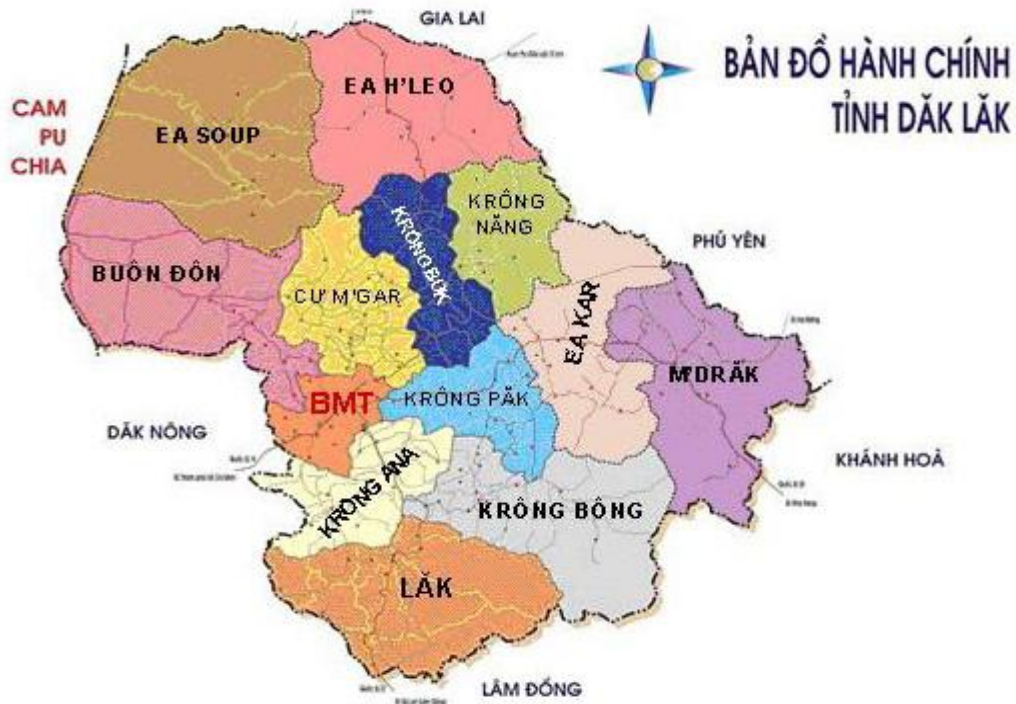 GIA LAI
BẢN ĐỒ HÀNH CHÍNH
TỈNH DĂK LĂK
CAM
PU
CHIA
EA H'LEO
EA SOUP
KRÔNG
NĂNG
KRÔNG BÚK
PHÚ YÊN
BUÔN ĐÔN
CƯ M'GAR
EA KAR
M'DRĂK
BMT
KRÔNG PĂK
DĂK NÔNG
KHÁNH HOÀ
KRÔNG ANA
KRÔNG BÔNG
LĂK
LÂM ĐỒNG